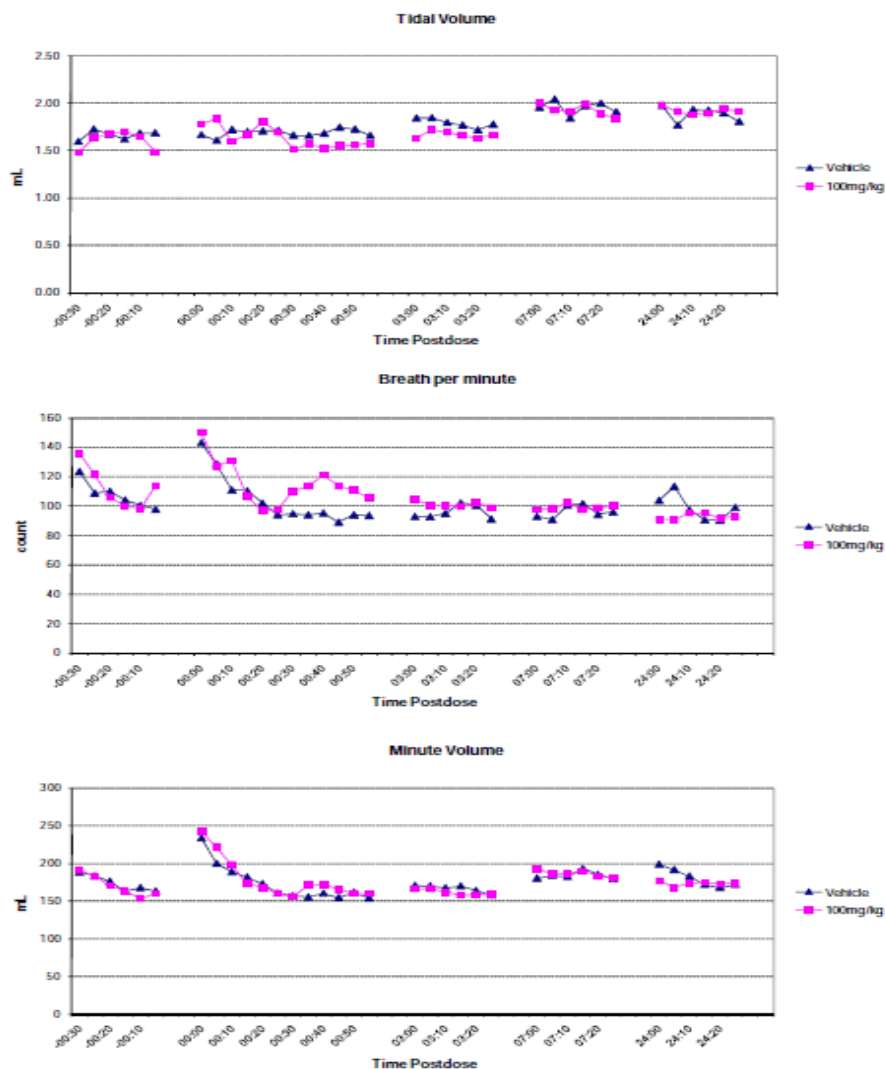 Tidal Volume
2.50
2.00
1.50
1.00
0.50
0.00
mL
-00:30 -00:20 -00:10 00:00 00:10 00:20 00:30 00:40 00:50 03:00 03:10 03:20 07:00 07:10 07:20 24:00 24:10 24:20
Time Postdose
Vehicle
100mg/kg
Breath per minute
160
140
120
100
80
60
40
20
0
count
-00:30 -00:20 -00:10 00:00 00:10 00:20 00:30 00:40 00:50 03:00 03:10 03:20 07:00 07:10 07:20 24:00 24:10 24:20
Time Postdose
Vehicle
100mg/kg
Minute Volume
300
250
200
150
100
50
0
mL
-00:30 -00:20 -00:10 00:00 00:10 00:20 00:30 00:40 00:50 03:00 03:10 03:20 07:00 07:10 07:20 24:00 24:10 24:20
Time Postdose
Vehicle
100mg/kg